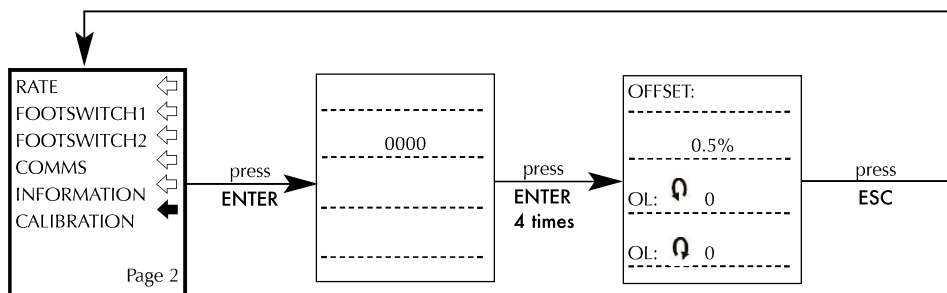 RATE
FOOTSWITCH1
FOOTSWITCH2
COMMS
INFORMATION
CALIBRATION
Page 2
press
ENTER
0000
press
ENTER
4 times
OFFSET:
0.5%
OL: 0
OL: 0
press
ESC